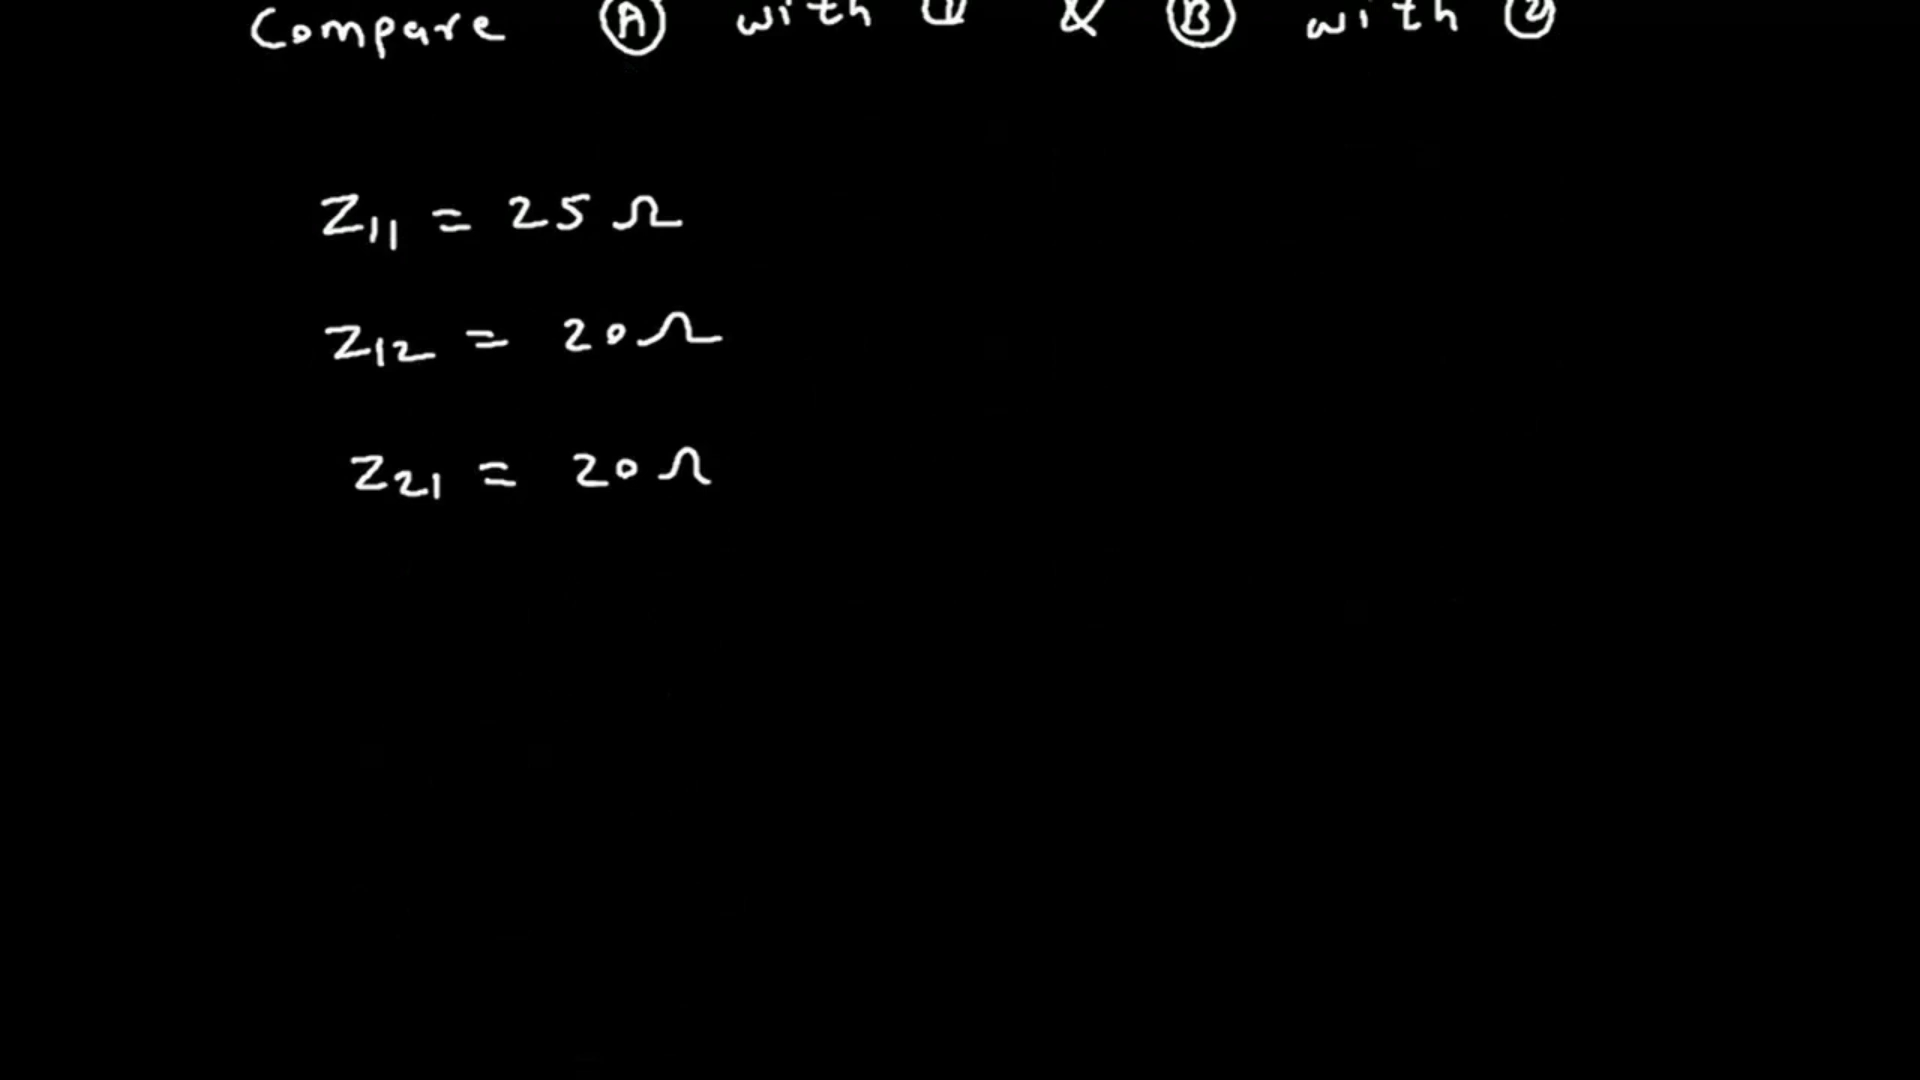 Compare Ⓐ with ① & Ⓑ with ②
Z₁₁ = 25 Ω
Z₁₂ = 20 Ω
Z₂₁ = 20 Ω